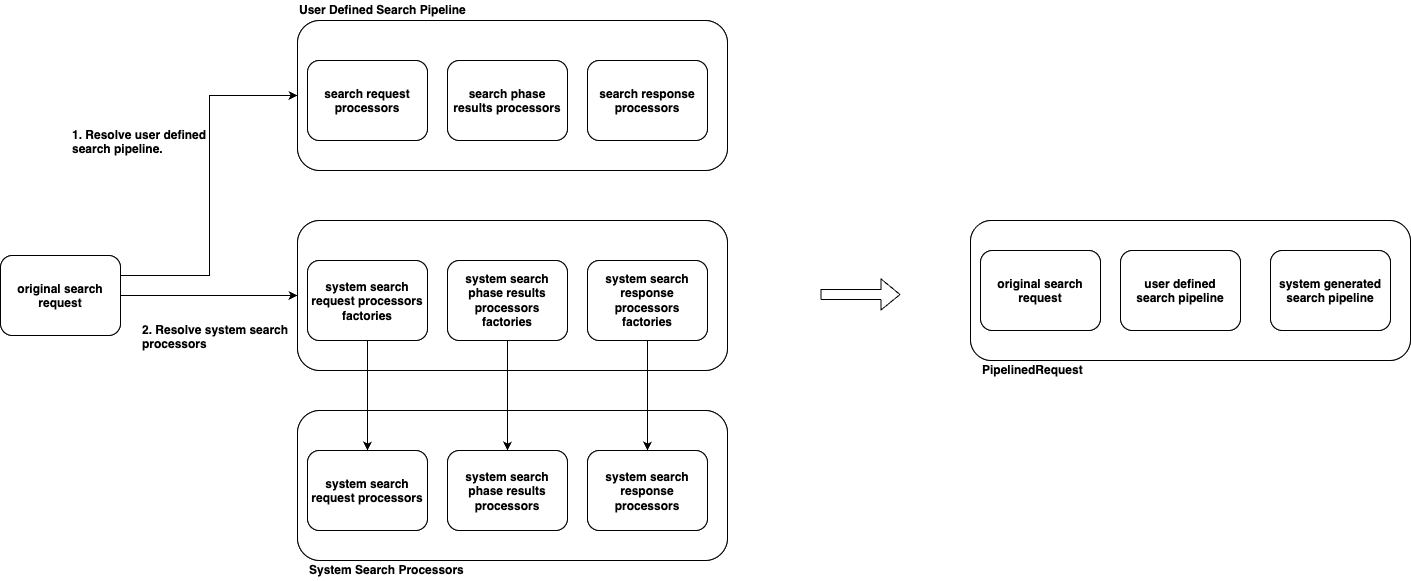 User Defined Search Pipeline
search request
processors
search phase
results processors
search response
processors
1. Resolve user defined
search pipeline.
original search
request
2. Resolve system search
processors
system search
request processors
factories
system search
phase results
processors
factories
system search
response
processors
factories
system search
request processors
system search
phase results
processors
system search
response
processors
System Search Processors
original search
request
user defined
search pipeline
system generated
search pipeline
PipelinedRequest